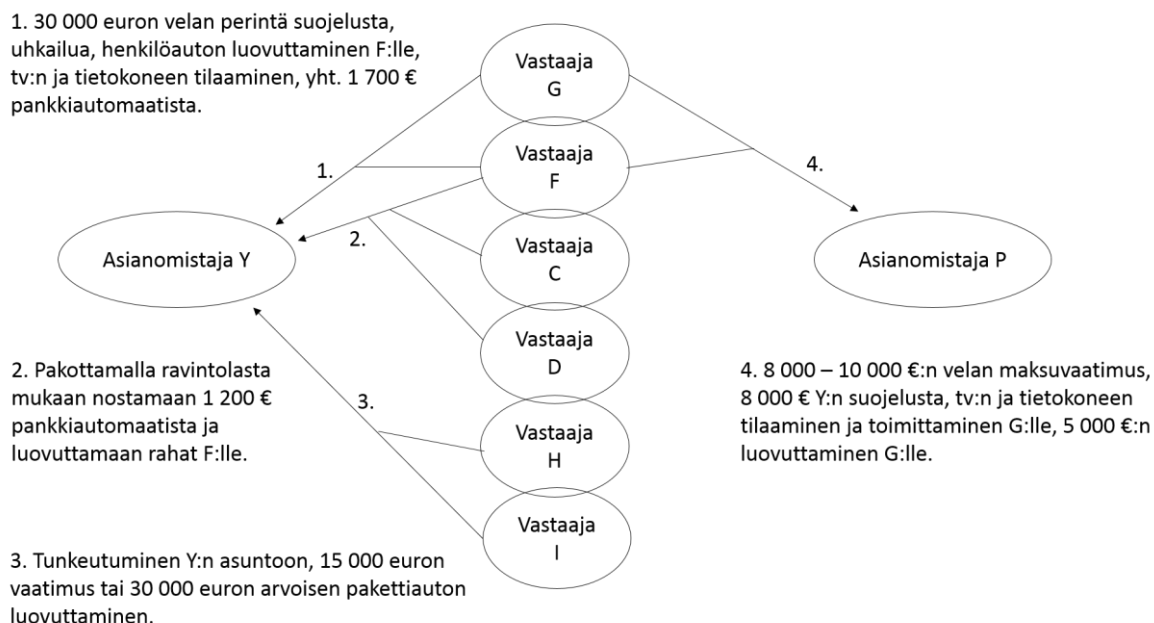 1. 30 000 euron velan perintä suojelusta,
uhkailua, henkilöauton luovuttaminen F:lle,
tv:n ja tietokoneen tilaaminen, yht. 1 700 €
pankkiautomaatista.
Vastaaja
G
Vastaaja
F
1.
4.
2.
Asianomistaja Y
Vastaaja
C
Asianomistaja P
Vastaaja
D
2. Pakottamalla ravintolasta
mukaan nostamaan 1 200 €
pankkiautomaatista ja
luovuttamaan rahat F:lle.
3.
4. 8 000 – 10 000 €:n velan maksuvaatimus,
8 000 € Y:n suojelusta, tv:n ja tietokoneen
tilaaminen ja toimittaminen G:lle, 5 000 €:n
luovuttaminen G:lle.
Vastaaja
H
Vastaaja
I
3. Tunkeutuminen Y:n asuntoon, 15 000 euron
vaatimus tai 30 000 euron arvoisen pakettiauton
luovuttaminen.